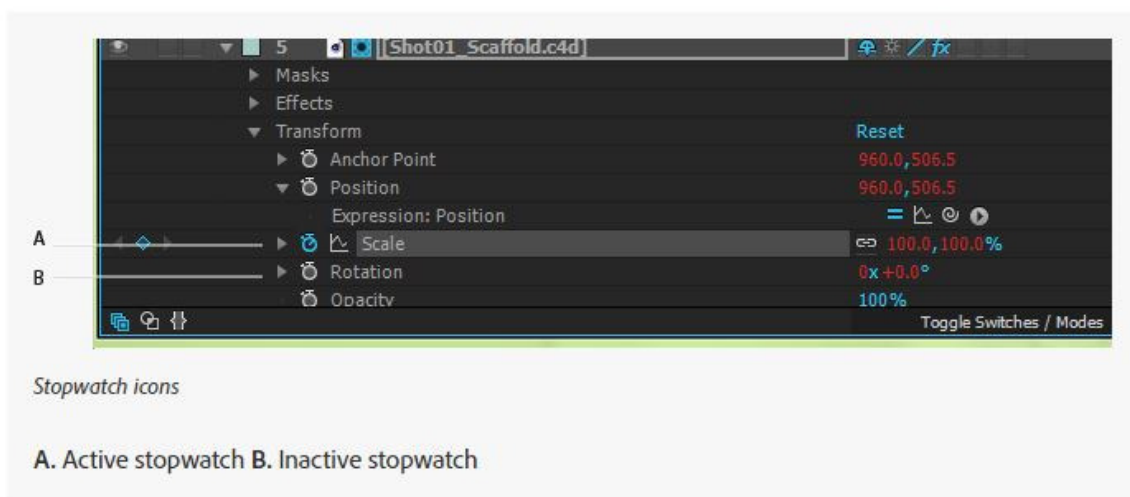 5 [Shot01_Scaffold.c4d] fx
Masks
Effects
Transform Reset
Anchor Point 960.0,506.5
Position 960.0,506.5
Expression: Position
A Scale 100.0,100.0%
B Rotation 0x+0.0°
Opacity 100%
Toggle Switches / Modes
Stopwatch icons
A. Active stopwatch B. Inactive stopwatch